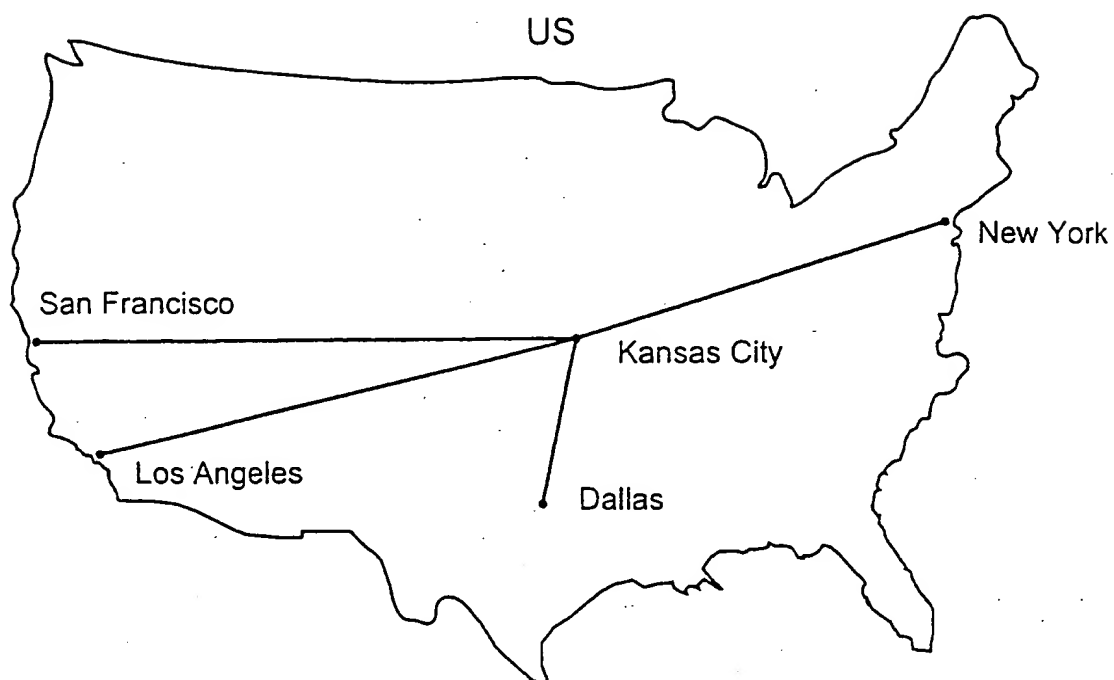 US
New York
San Francisco
Kansas City
Los Angeles
Dallas